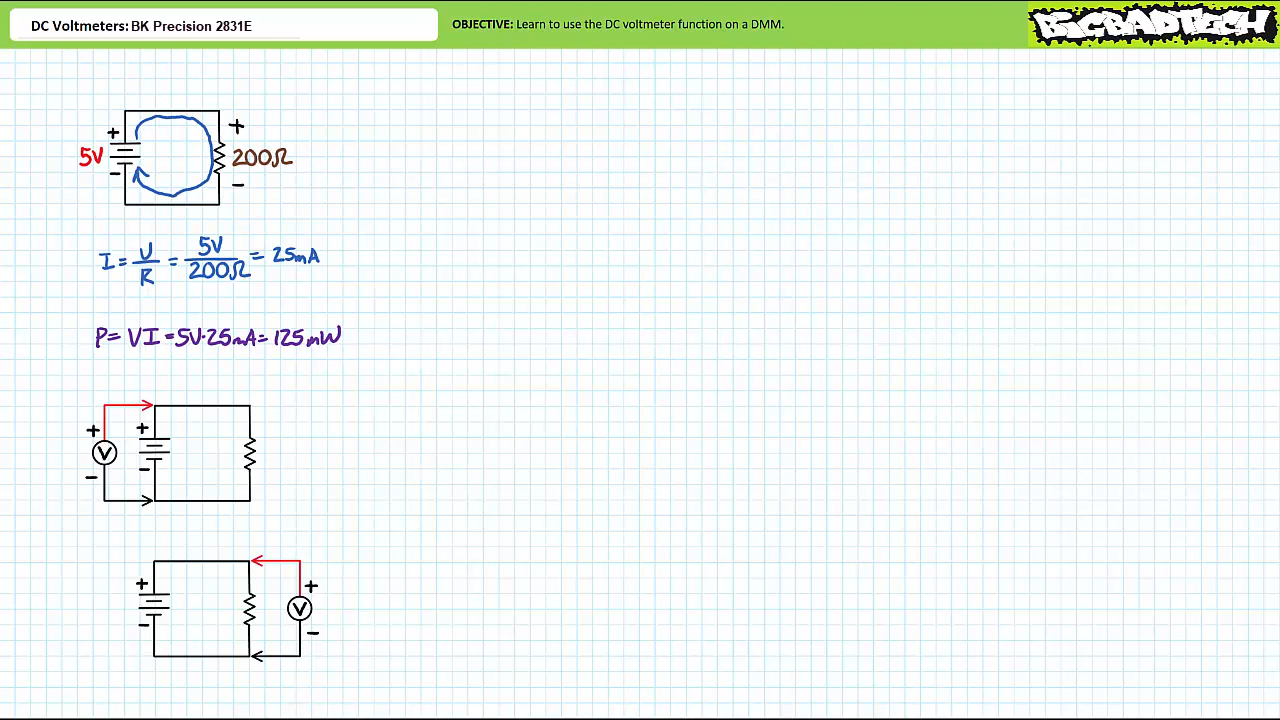 DC Voltmeters: BK Precision 2831E
OBJECTIVE: Learn to use the DC voltmeter function on a DMM.
BIGBADTECH
+ +
5V 200Ω
- -
I = V/R = 5V/200Ω = 25mA
P= VI = 5V·25mA = 125mW
+ +
V
- -
+ +
V
- -